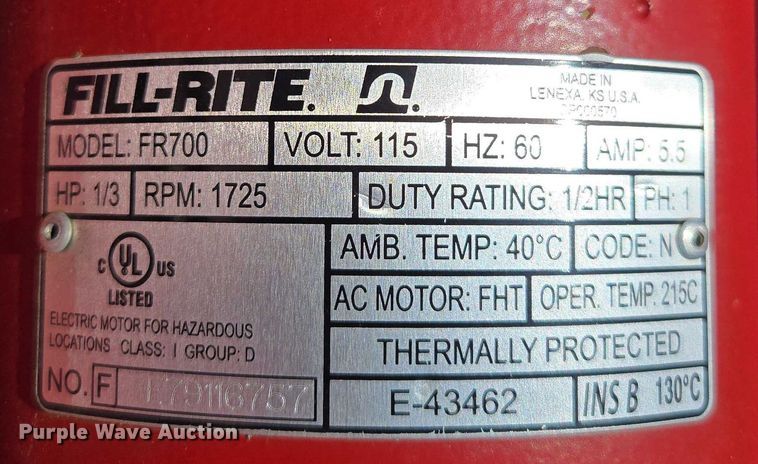 FILL-RITE.
MADE IN
LENEXA, KS U.S.A.
MODEL: FR700 VOLT: 115 HZ: 60 AMP: 5.5
HP: 1/3 RPM: 1725 DUTY RATING: 1/2HR PH: 1
AMB. TEMP: 40°C CODE: N
C UL US
LISTED
AC MOTOR: FHT OPER. TEMP. 215C
ELECTRIC MOTOR FOR HAZARDOUS
LOCATIONS CLASS: I GROUP: D
THERMALLY PROTECTED
NO. F
E-43462 INS B 130°C
Purple Wave Auction